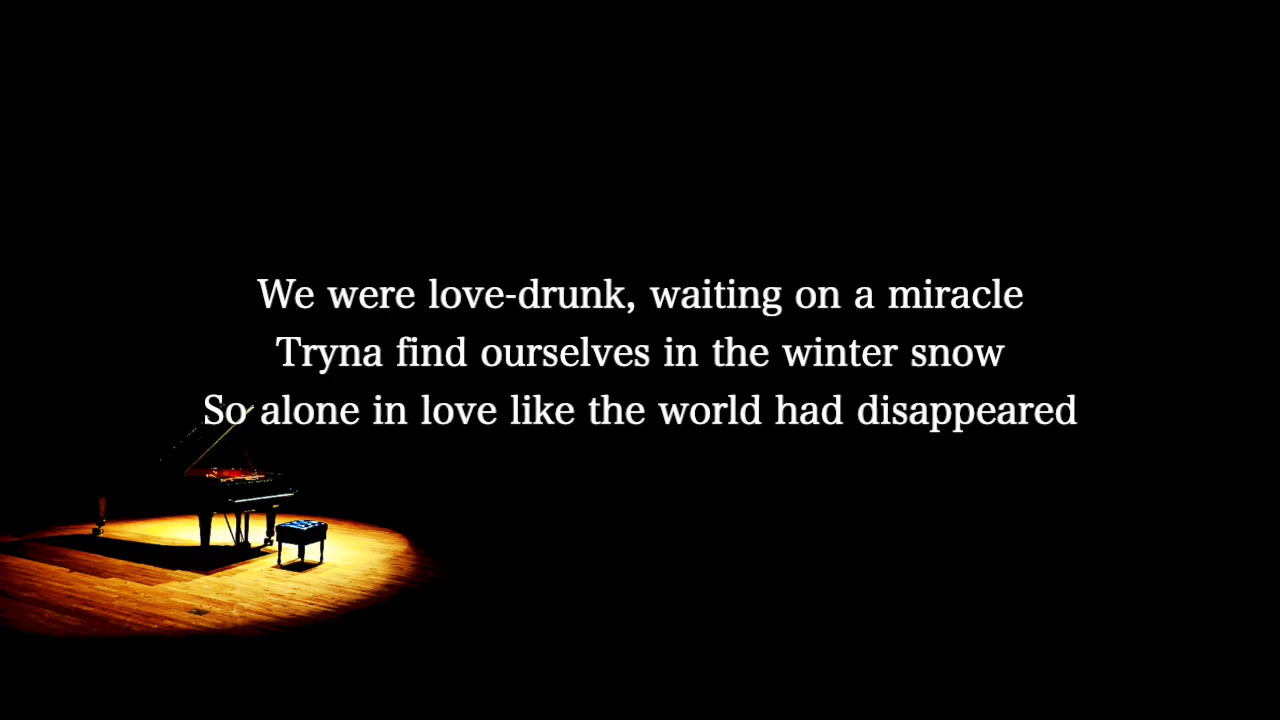 We were love-drunk, waiting on a miracle
Tryna find ourselves in the winter snow
So alone in love like the world had disappeared